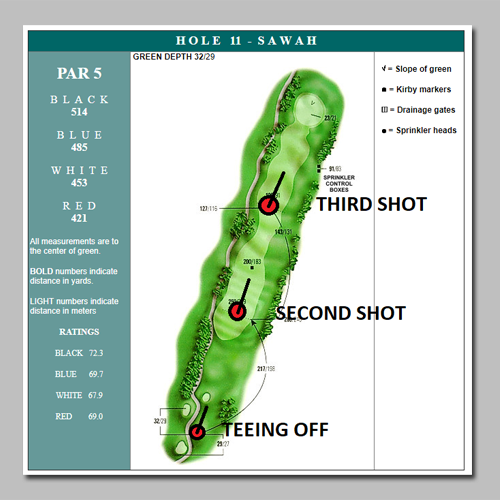 HOLE 11 - SAWAH
PAR 5
BLACK
514
BLUE
485
WHITE
453
RED
421
All measurements are to
the center of green.
BOLD numbers indicate
distance in yards.
LIGHT numbers indicate
distance in meters
RATINGS
BLACK 72.3
BLUE 69.7
WHITE 67.9
RED 69.0
GREEN DEPTH 32/29
23/21
91/83
SPRINKLER
CONTROL
BOXES
127/116
THIRD SHOT
143/131
200/183
SECOND SHOT
217/198
32/29
TEEING OFF
29/27
√ = Slope of green
= Kirby markers
= Drainage gates
● = Sprinkler heads